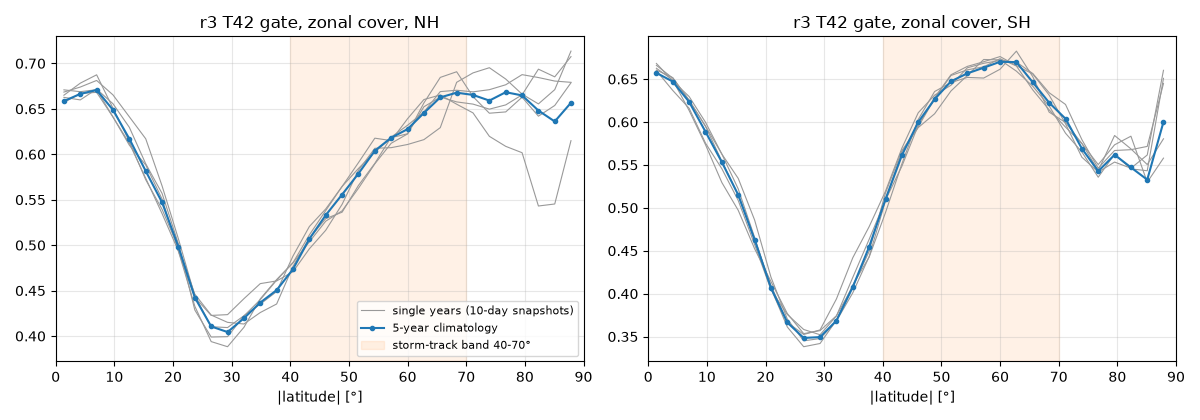 r3 T42 gate, zonal cover, NH
0.70
0.65
0.60
0.55
0.50
0.45
0.40
0 10 20 30 40 50 60 70 80 90
|latitude| [°]
single years (10-day snapshots)
5-year climatology
storm-track band 40-70°
r3 T42 gate, zonal cover, SH
0.65
0.60
0.55
0.50
0.45
0.40
0.35
0 10 20 30 40 50 60 70 80 90
|latitude| [°]